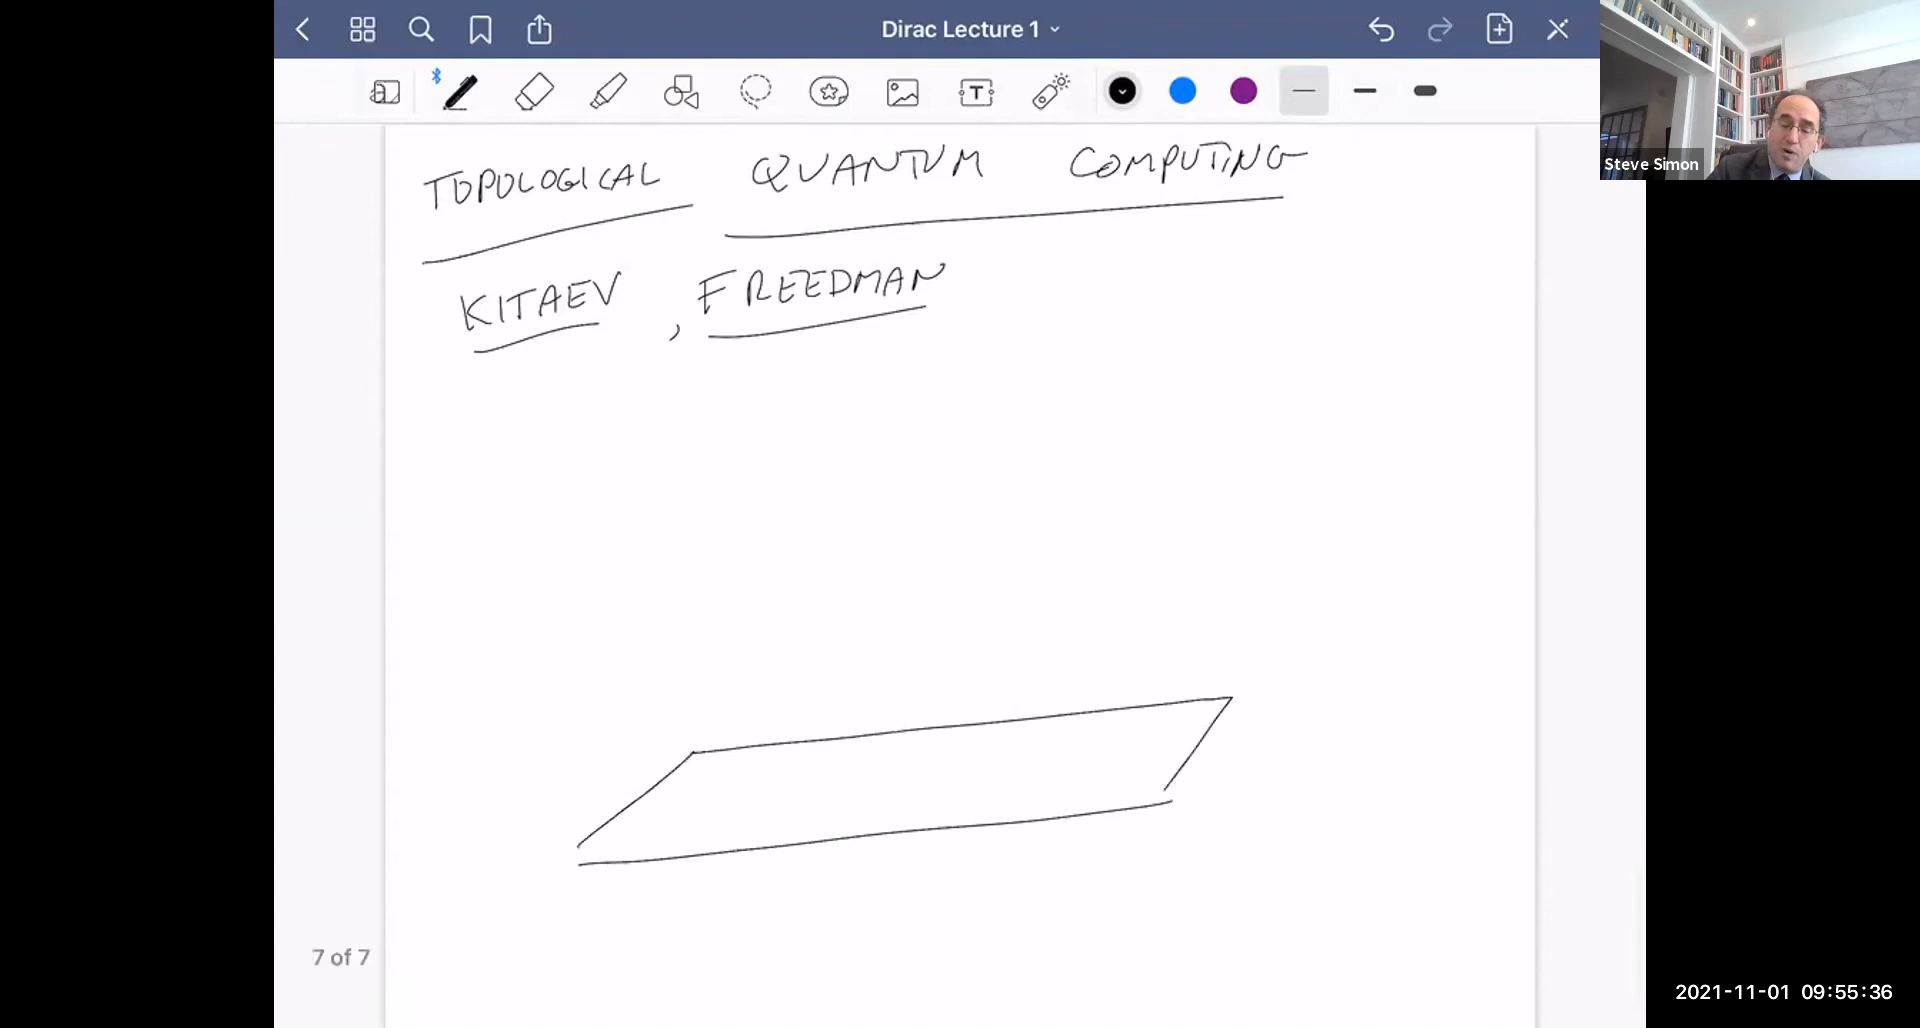 Dirac Lecture 1
T
Steve Simon
TOPOLOGICAL QUANTUM COMPUTING
KITAEV, FREEDMAN
7 of 7
2021-11-01 09:55:36